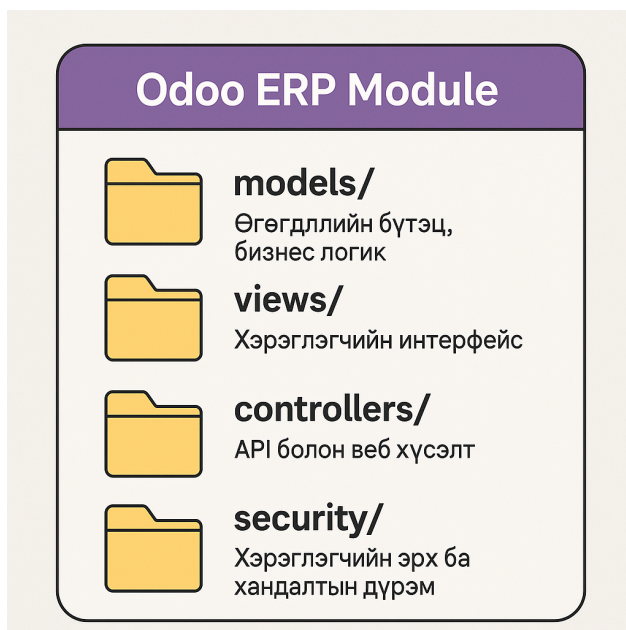 Odoo ERP Module
models/
Өгөгдллийн бүтэц,
бизнес логик
views/
Хэрэглэгчийн интерфейс
controllers/
API болон веб хүсэлт
security/
Хэрэглэгчийн эрх ба
хандалтын дүрэм